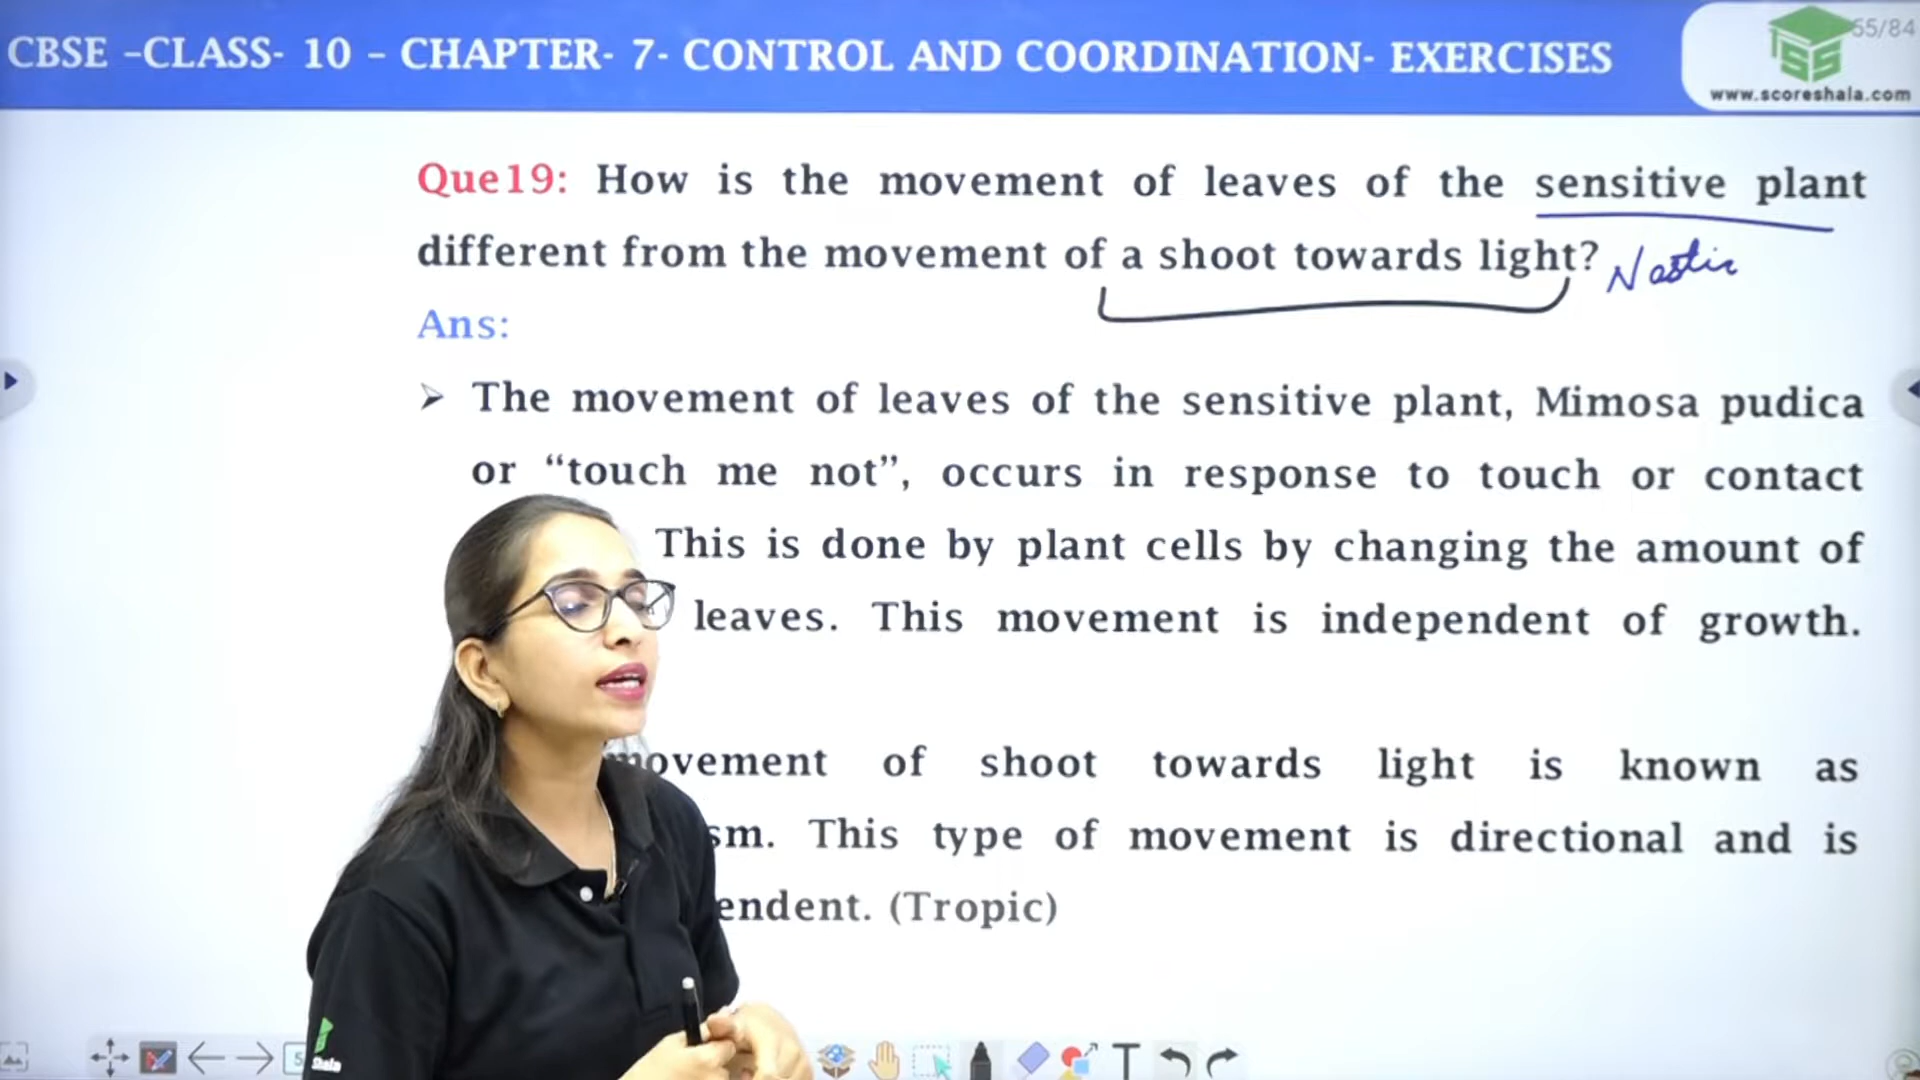 CBSE –CLASS- 10 – CHAPTER- 7- CONTROL AND COORDINATION- EXERCISES
55/84
www.scoreshala.com
Que19: How is the movement of leaves of the sensitive plant
different from the movement of a shoot towards light?
Nastic
Ans:
➢ The movement of leaves of the sensitive plant, Mimosa pudica
or “touch me not”, occurs in response to touch or contact
This is done by plant cells by changing the amount of
leaves. This movement is independent of growth.
movement of shoot towards light is known as
sm. This type of movement is directional and is
endent. (Tropic)
Shala
5
T